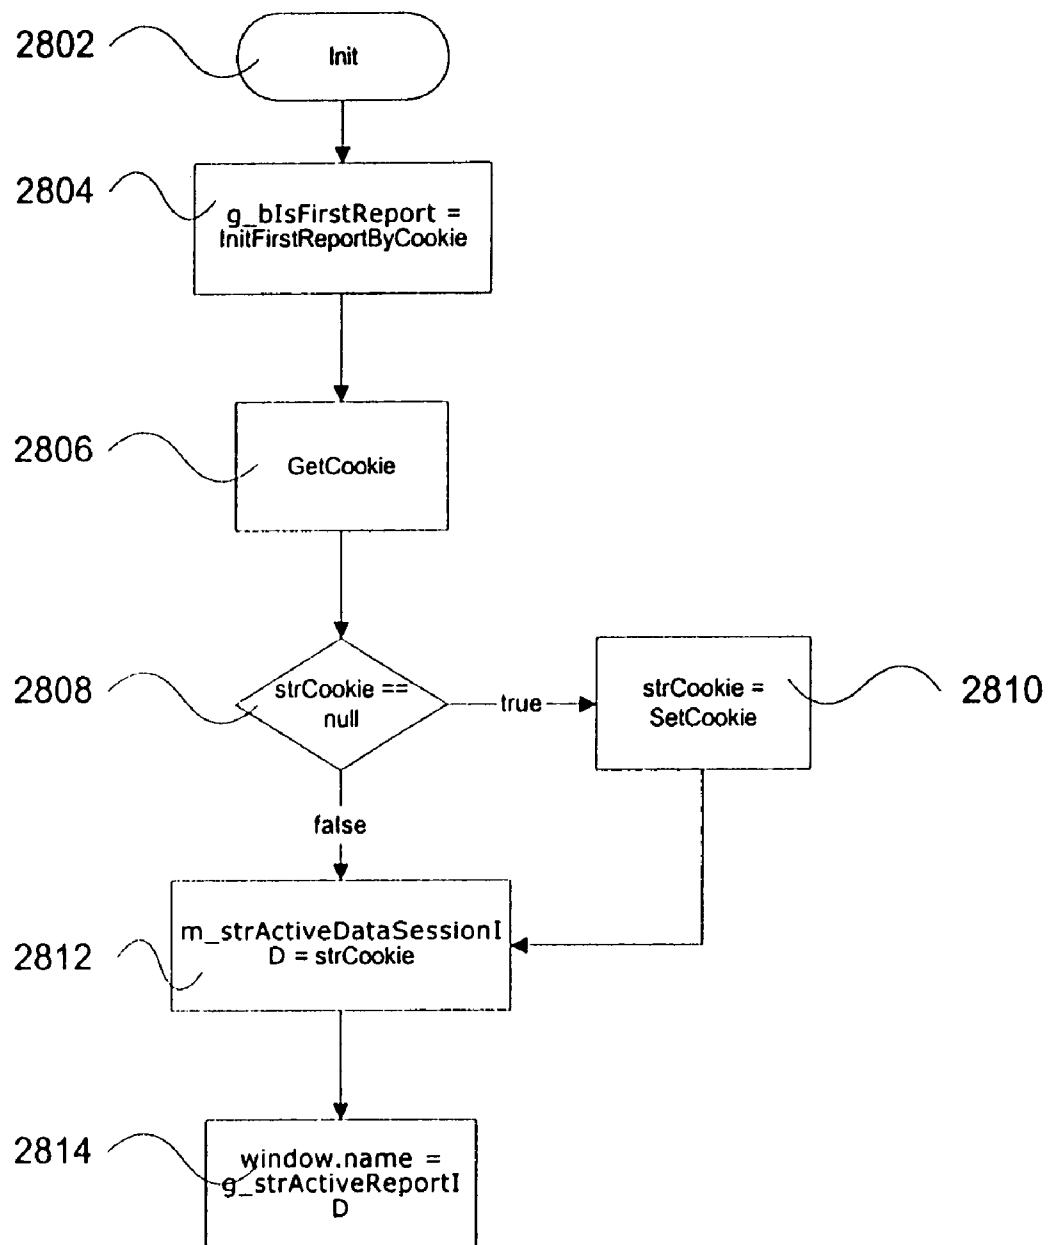 2802
Init
2804
g_bIsFirstReport =
InitFirstReportByCookie
2806
GetCookie
2808
strCookie ==
null
true
strCookie =
SetCookie
2810
false
2812
m_strActiveDataSessionI
D = strCookie
2814
window.name =
g_strActiveReportI
D